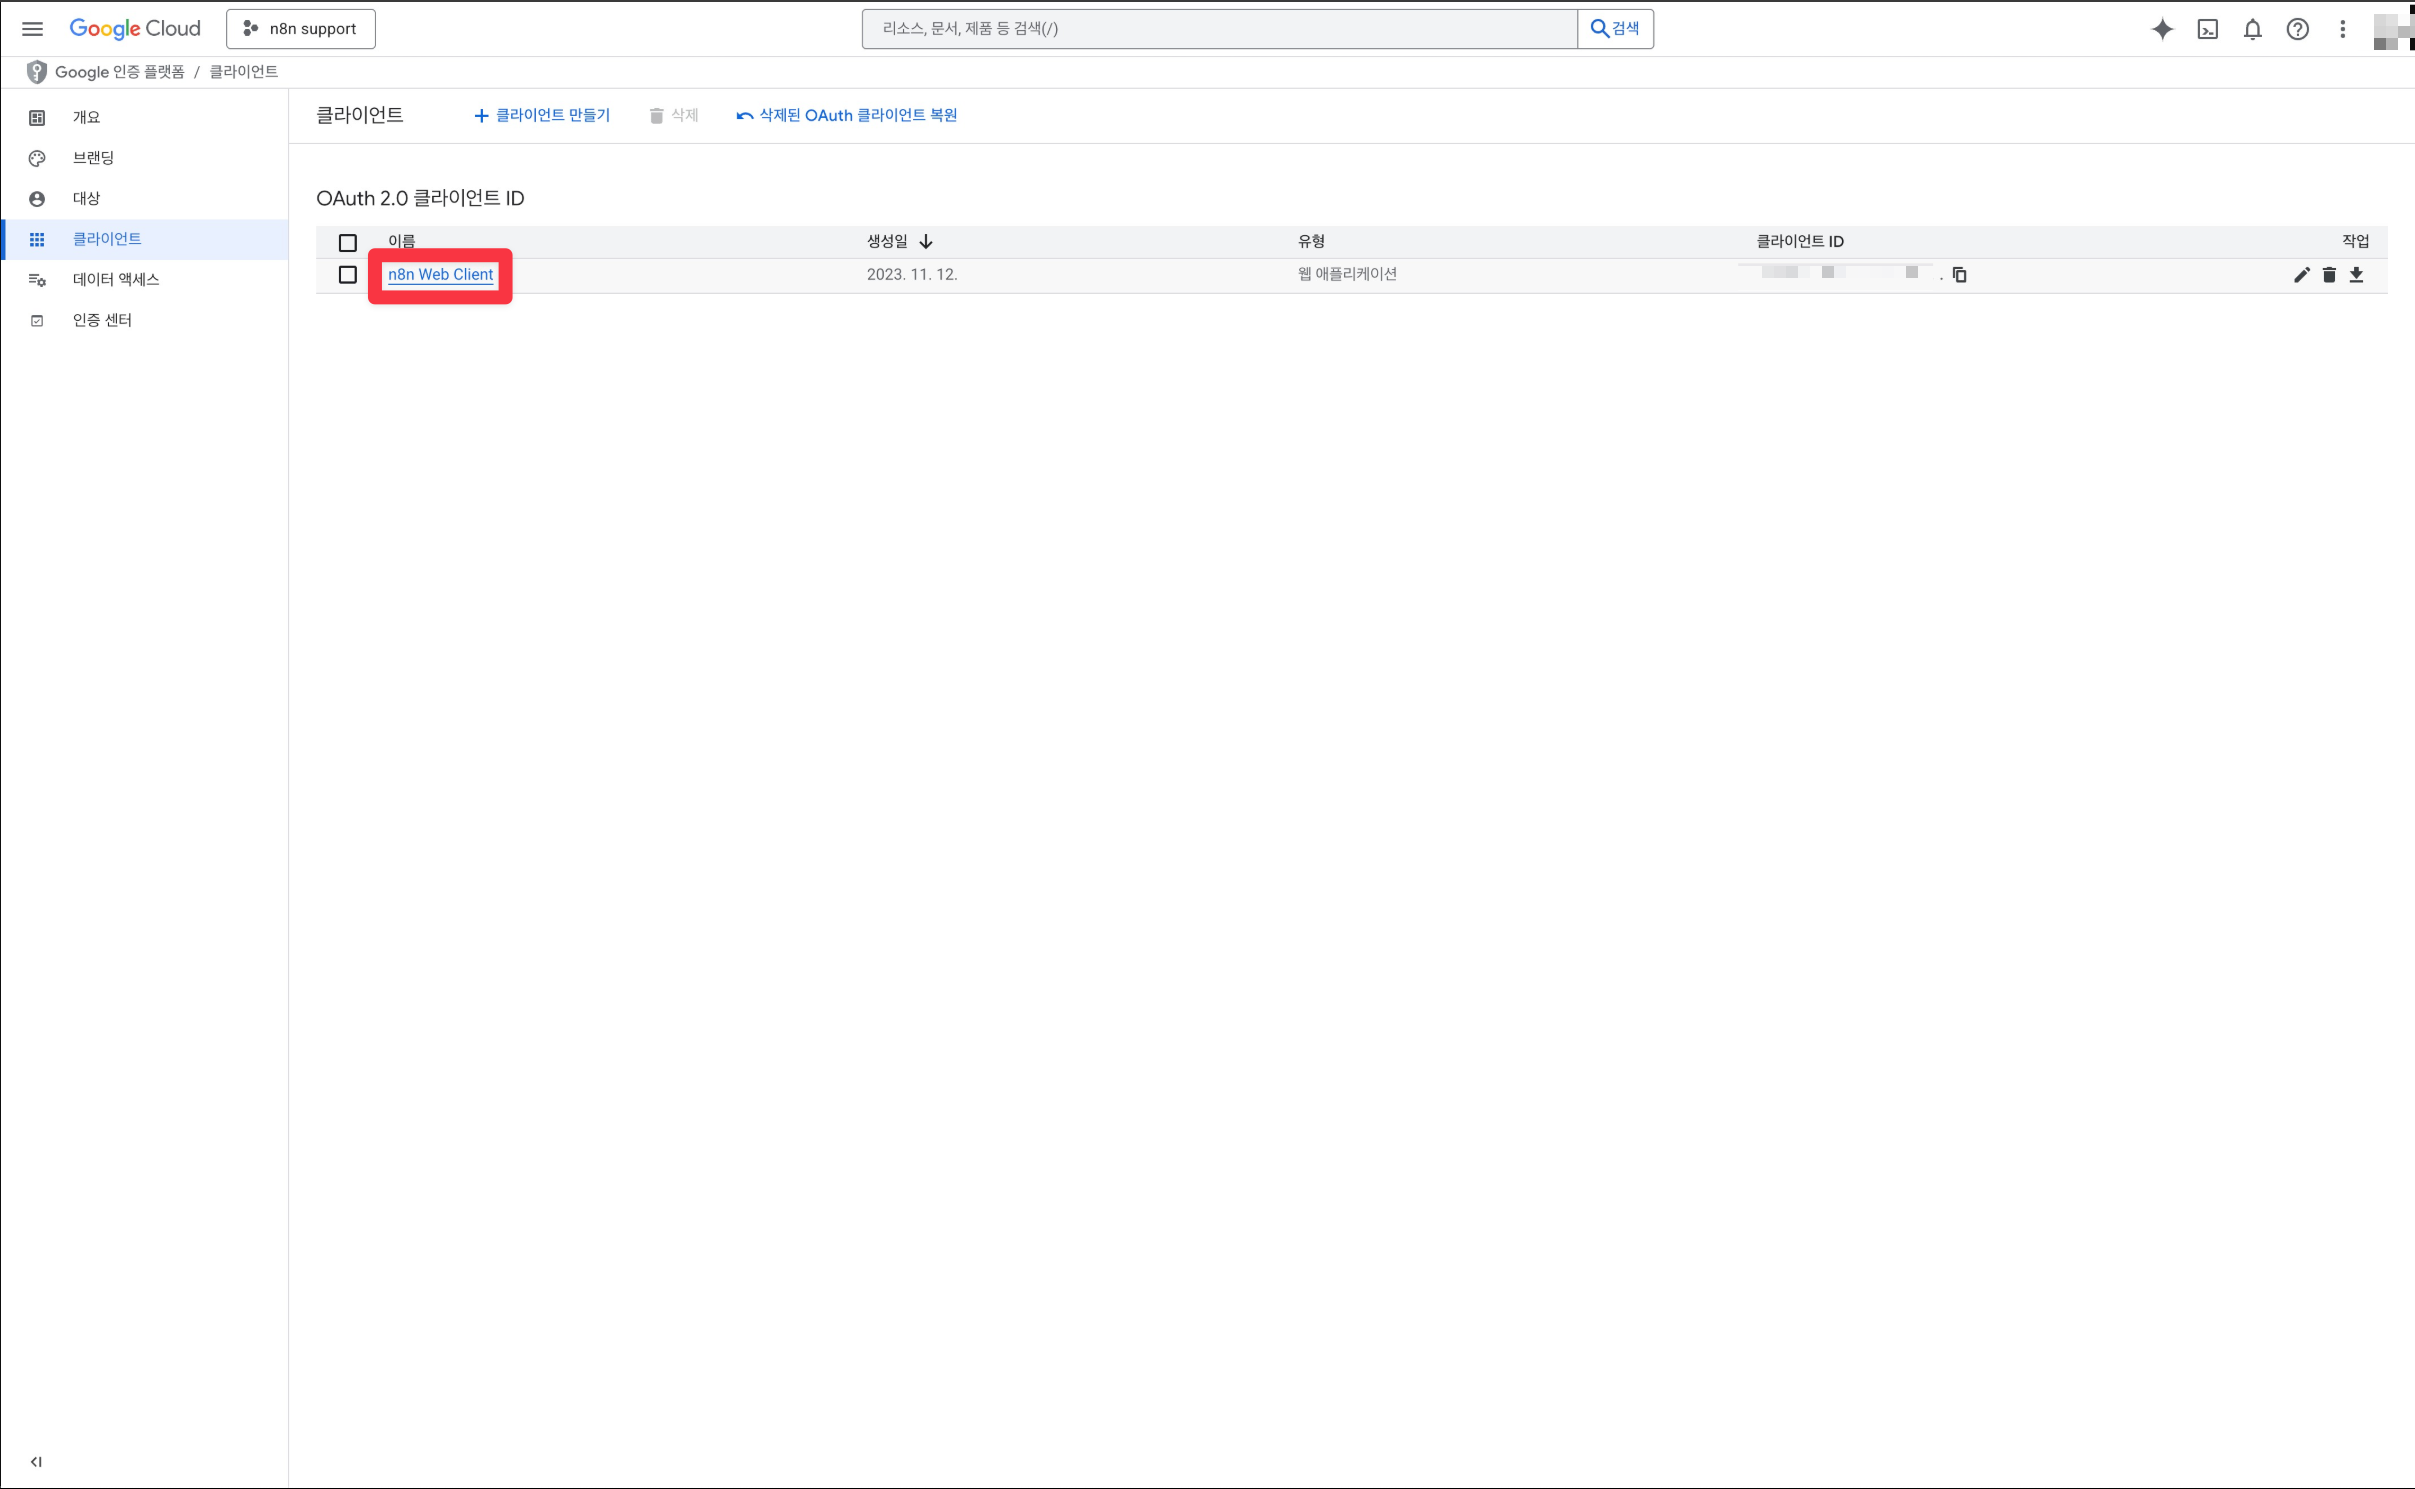 Google Cloud
n8n support
리소스, 문서, 제품 등 검색(/)
검색
Google 인증 플랫폼 / 클라이언트
개요
브랜딩
대상
클라이언트
데이터 액세스
인증 센터
클라이언트
클라이언트 만들기
삭제
삭제된 OAuth 클라이언트 복원
OAuth 2.0 클라이언트 ID
이름 생성일 유형 클라이언트 ID 작업
n8n Web Client 2023. 11. 12. 웹 애플리케이션